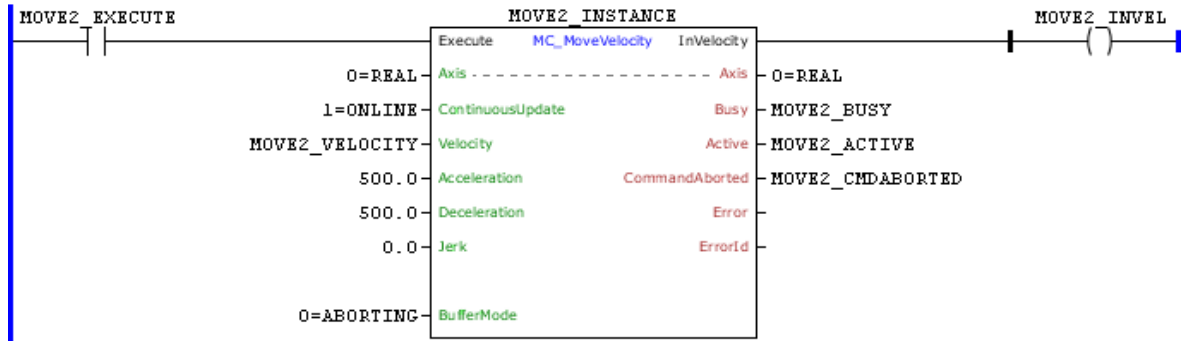 MOVE2_EXECUTE MOVE2_INSTANCE MOVE2_INVEL
Execute MC_MoveVelocity InVelocity
0=REAL Axis Axis 0=REAL
1=ONLINE ContinuousUpdate Busy MOVE2_BUSY
MOVE2_VELOCITY Velocity Active MOVE2_ACTIVE
500.0 Acceleration CommandAborted MOVE2_CMDABORTED
500.0 Deceleration Error
0.0 Jerk ErrorId
0=ABORTING BufferMode